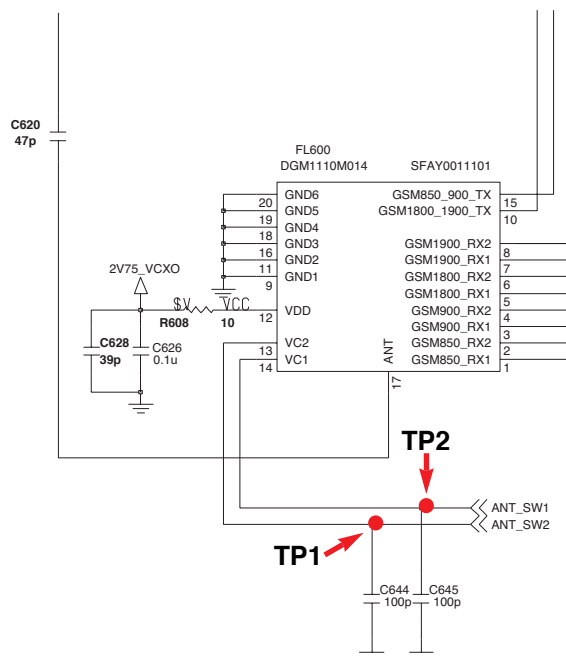 C620
47p
FL600
DGM1110M014
SFAY0011101
GND6
20
GND5
19
GND4
18
GND3
16
GND2
11
GND1
9
VDD
12
VC2
13
VC1
14
ANT
17
GSM850_900_TX
15
GSM1800_1900_TX
10
GSM1900_RX2
8
GSM1900_RX1
7
GSM1800_RX2
6
GSM1800_RX1
5
GSM900_RX2
4
GSM900_RX1
3
GSM850_RX2
2
GSM850_RX1
1
2V75_VCXO
$V
VCC
R608
10
C628
39p
C626
0.1u
TP2
ANT_SW1
ANT_SW2
TP1
C644
100p
C645
100p